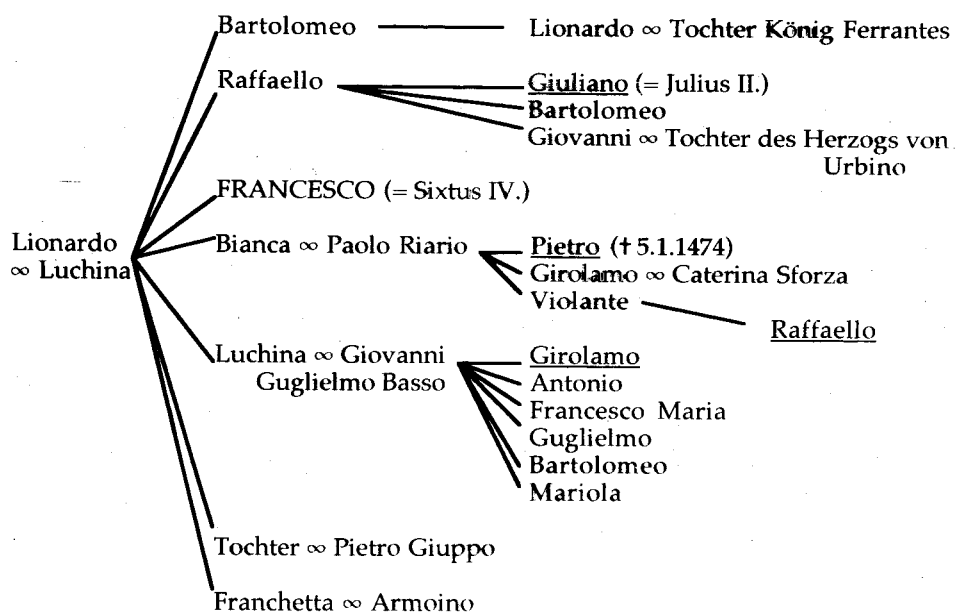 Bartolomeo Lionardo ∞ Tochter König Ferrantes
Raffaello Giuliano (= Julius II.)
Bartolomeo
Giovanni ∞ Tochter des Herzogs von
Urbino
FRANCESCO (= Sixtus IV.)
Lionardo
∞ Luchina
Bianca ∞ Paolo Riario Pietro († 5.1.1474)
Girolamo ∞ Caterina Sforza
Violante
Raffaello
Luchina ∞ Giovanni
Guglielmo Basso
Girolamo
Antonio
Francesco Maria
Guglielmo
Bartolomeo
Mariola
Tochter ∞ Pietro Giuppo
Franchetta ∞ Armoino